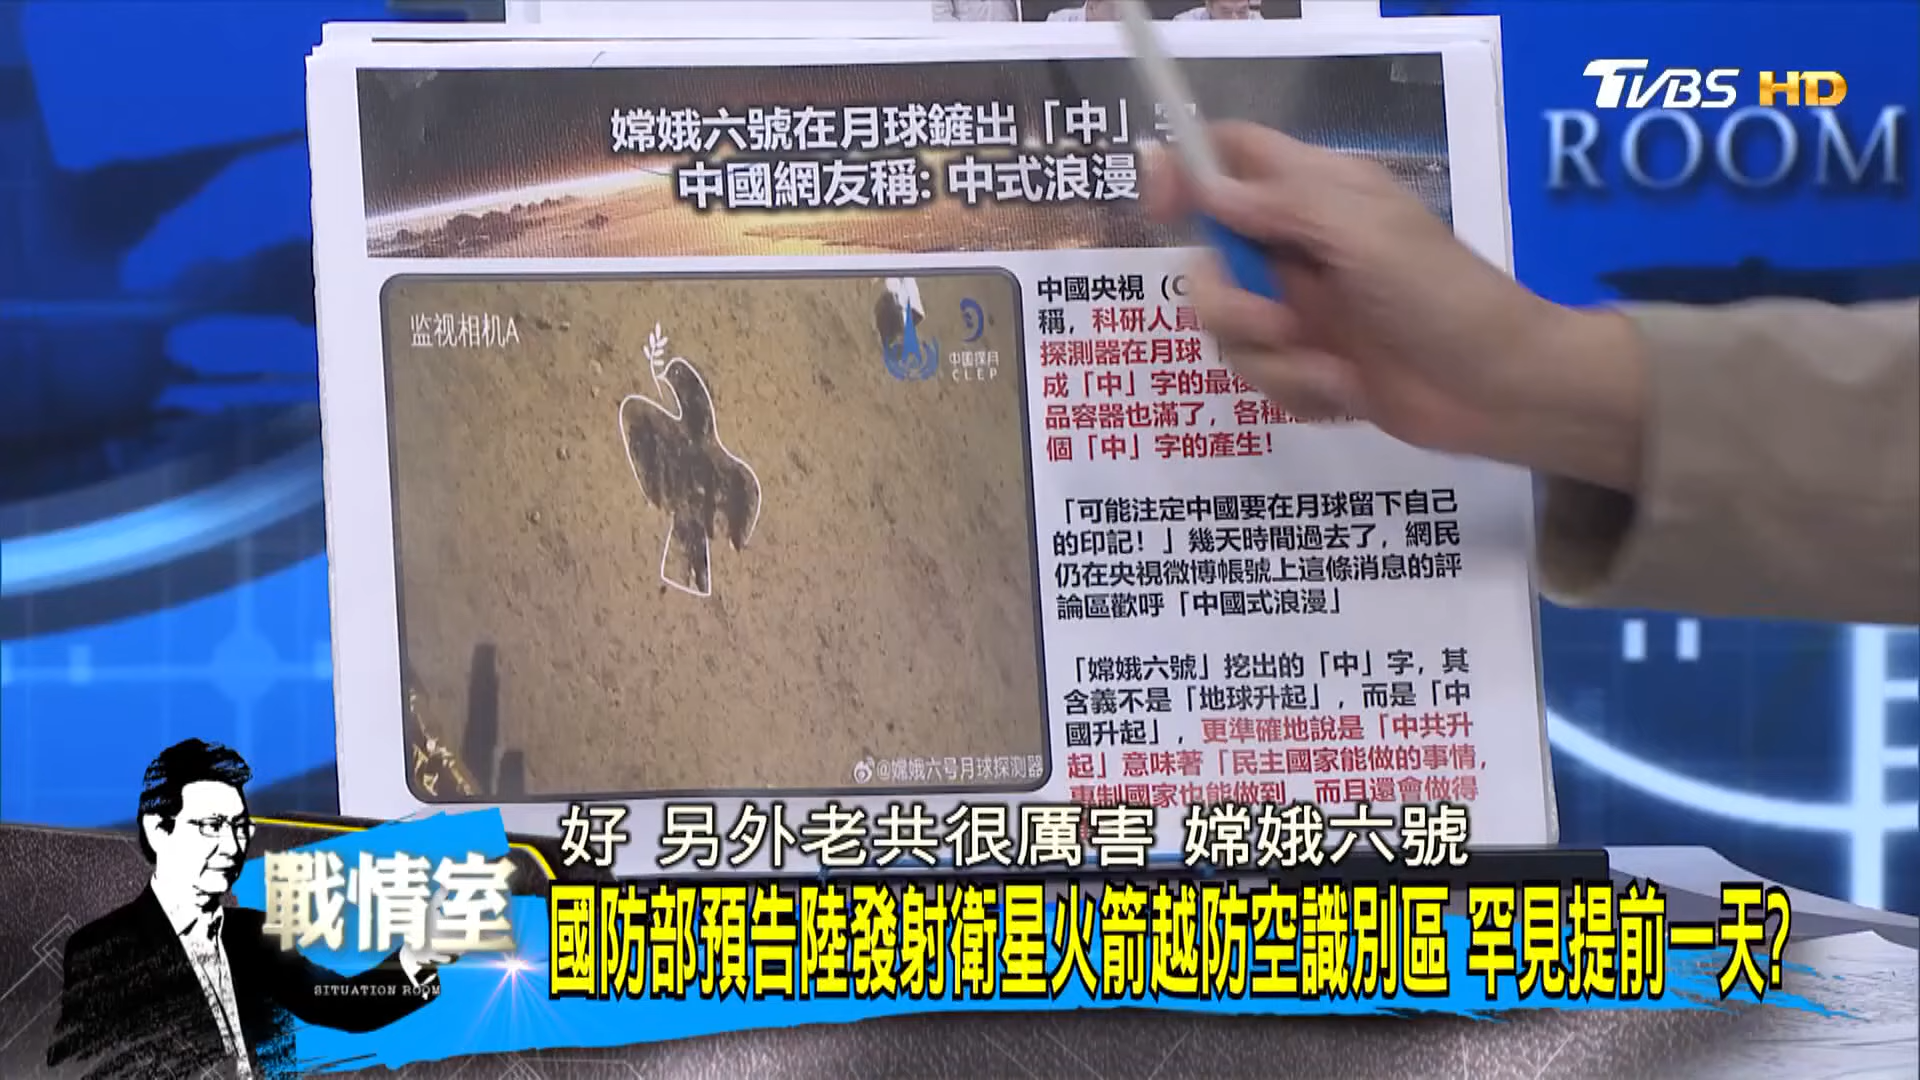 TVBS HD
ROOM
嫦娥六號在月球鏟出「中」字
中國網友稱: 中式浪漫
监视相机A
中国探月
CLEP
@嫦娥六号月球探测器
中國央視（C
稱，科研人員
探測器在月球「
成「中」字的最後
品容器也滿了，各種
個「中」字的產生！
「可能注定中國要在月球留下自己
的印記！」幾天時間過去了，網民
仍在央視微博帳號上這條消息的評
論區歡呼「中國式浪漫」
「嫦娥六號」挖出的「中」字，其
含義不是「地球升起」，而是「中
國升起」，更準確地說是「中共升
起」意味著「民主國家能做的事情，
專制國家也能做到，而且還會做得
好 另外老共很厲害 嫦娥六號
戰情室
SITUATION ROOM
國防部預告陸發射衛星火箭越防空識別區 罕見提前一天?